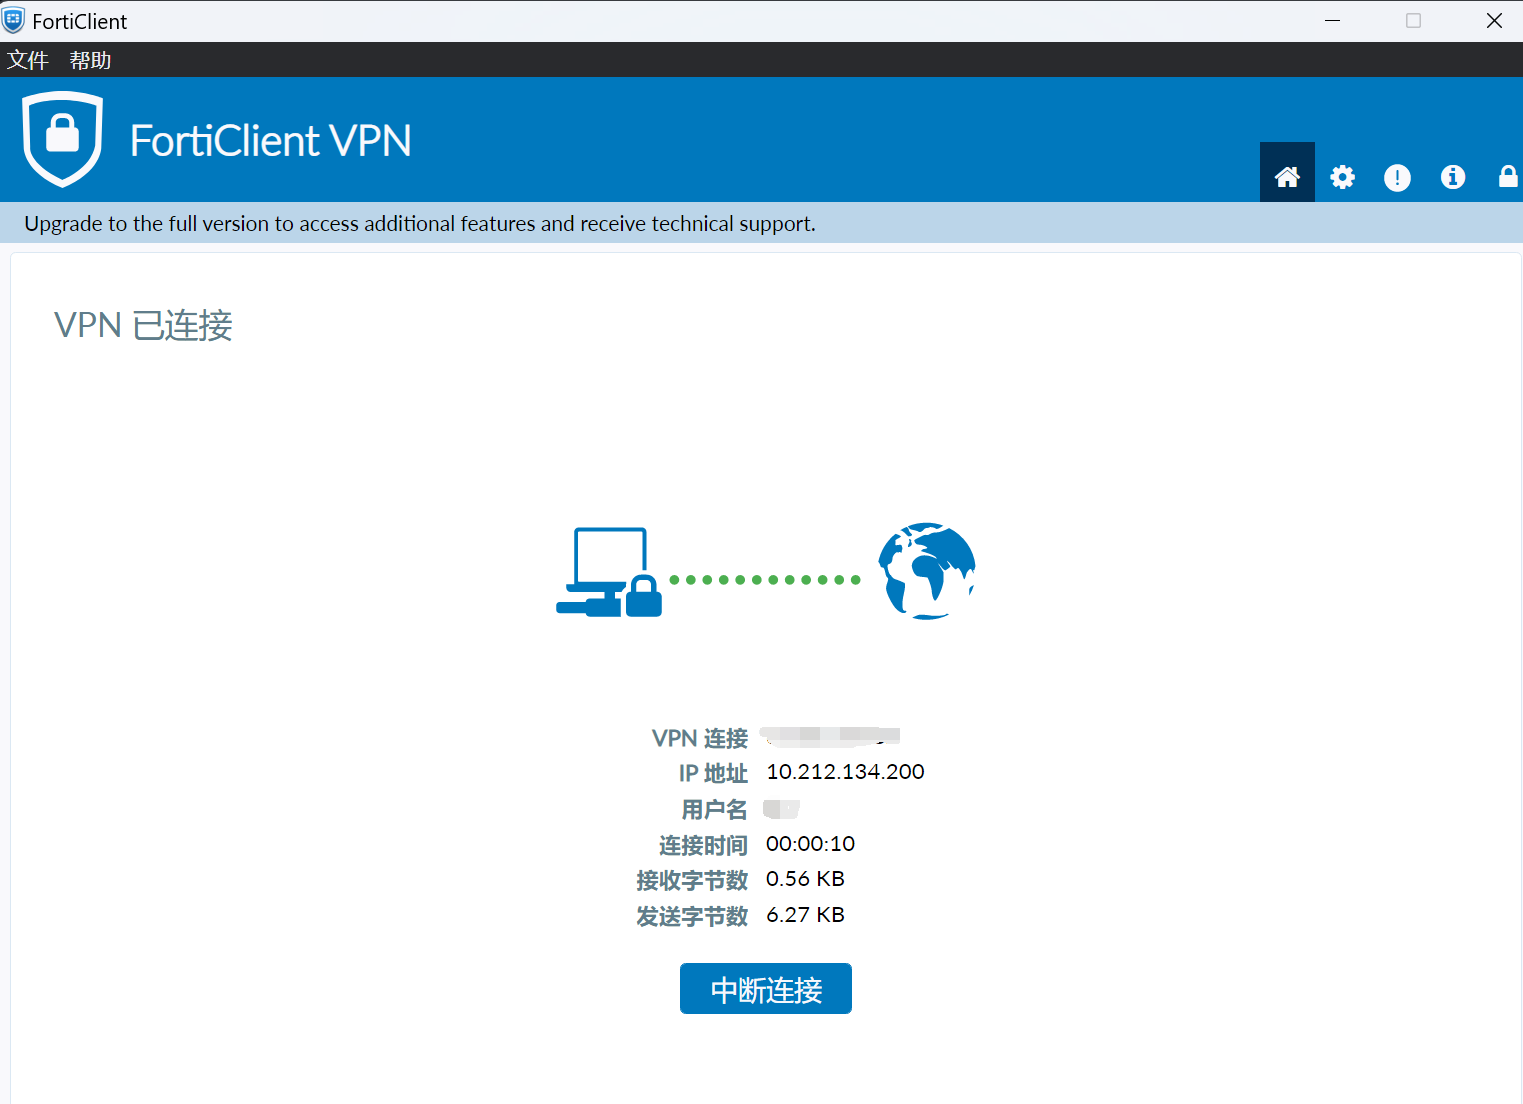 FortiClient
文件 帮助
FortiClient VPN
Upgrade to the full version to access additional features and receive technical support.
VPN 已连接
VPN 连接
IP 地址 10.212.134.200
用户名
连接时间 00:00:10
接收字节数 0.56 KB
发送字节数 6.27 KB
中断连接